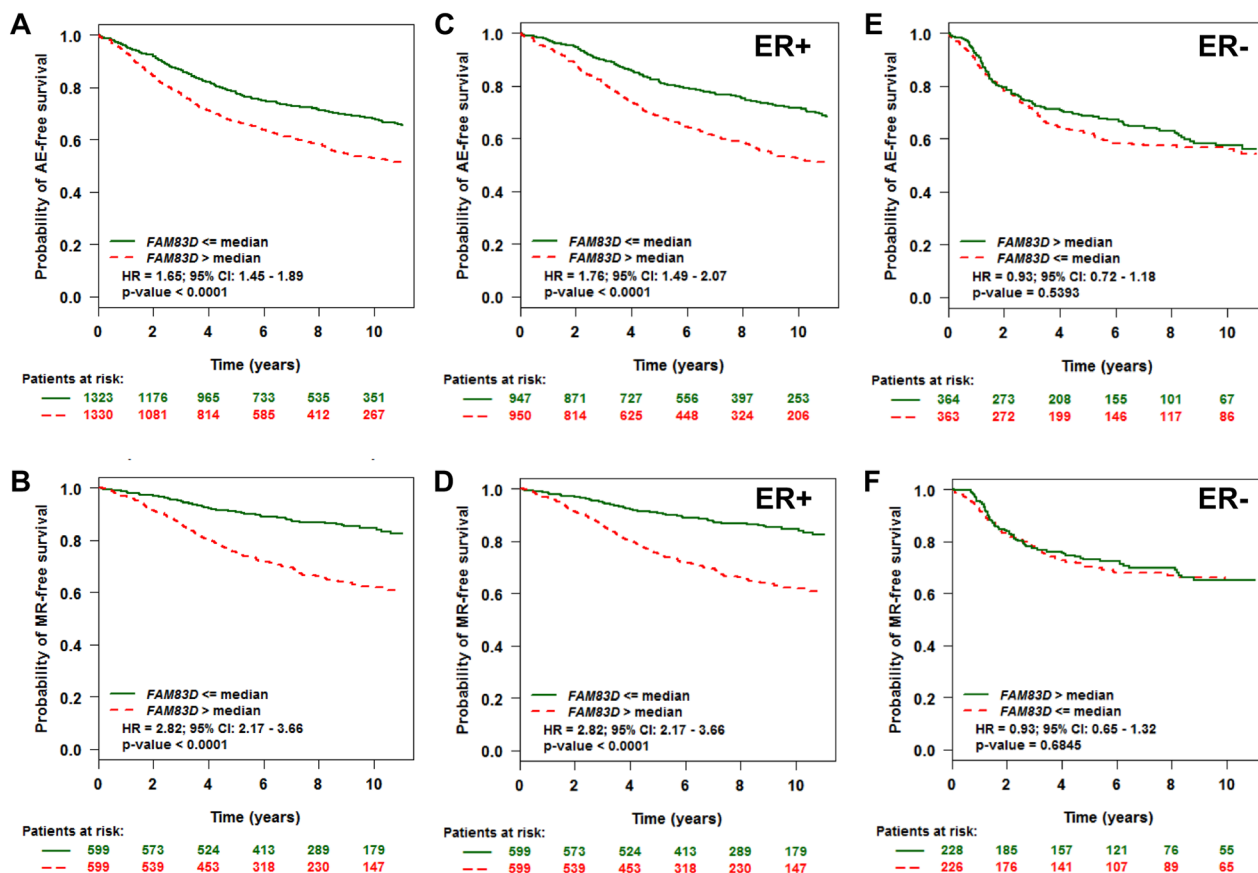 A
Probability of AE-free survival
1.0
0.8
0.6
0.4
0.2
0.0
FAM83D <= median
FAM83D > median
HR = 1.65; 95% CI: 1.45 - 1.89
p-value < 0.0001
0 2 4 6 8 10
Time (years)
Patients at risk:
1323 1176 965 733 535 351
1330 1081 814 585 412 267
C
ER+
Probability of AE-free survival
1.0
0.8
0.6
0.4
0.2
0.0
FAM83D <= median
FAM83D > median
HR = 1.76; 95% CI: 1.49 - 2.07
p-value < 0.0001
0 2 4 6 8 10
Time (years)
Patients at risk:
947 871 727 556 397 253
950 814 625 448 324 206
E
ER-
Probability of AE-free survival
1.0
0.8
0.6
0.4
0.2
0.0
FAM83D > median
FAM83D <= median
HR = 0.93; 95% CI: 0.72 - 1.18
p-value = 0.5393
0 2 4 6 8 10
Time (years)
Patients at risk:
364 273 208 155 101 67
363 272 199 146 117 86
B
Probability of MR-free survival
1.0
0.8
0.6
0.4
0.2
0.0
FAM83D <= median
FAM83D > median
HR = 2.82; 95% CI: 2.17 - 3.66
p-value < 0.0001
0 2 4 6 8 10
Time (years)
Patients at risk:
599 573 524 413 289 179
599 539 453 318 230 147
D
ER+
Probability of MR-free survival
1.0
0.8
0.6
0.4
0.2
0.0
FAM83D <= median
FAM83D > median
HR = 2.82; 95% CI: 2.17 - 3.66
p-value < 0.0001
0 2 4 6 8 10
Time (years)
Patients at risk:
599 573 524 413 289 179
599 539 453 318 230 147
F
ER-
Probability of MR-free survival
1.0
0.8
0.6
0.4
0.2
0.0
FAM83D > median
FAM83D <= median
HR = 0.93; 95% CI: 0.65 - 1.32
p-value = 0.6845
0 2 4 6 8 10
Time (years)
Patients at risk:
228 185 157 121 76 55
226 176 141 107 89 65